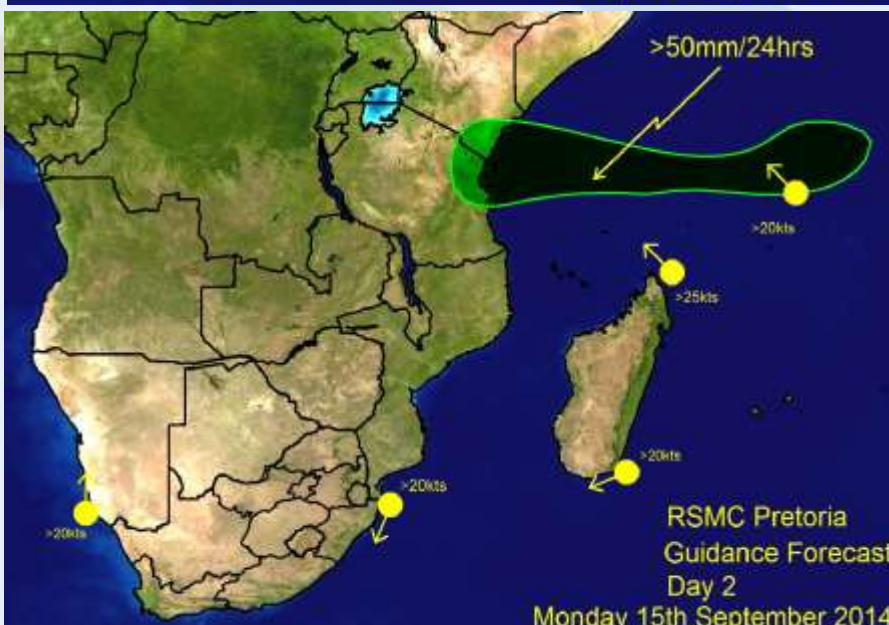 >50mm/24hrs
>20kts
>25kts
>20kts
>20kts
>20kts
RSMC Pretoria
Guidance Forecast
Day 2
Monday 15th September 2014